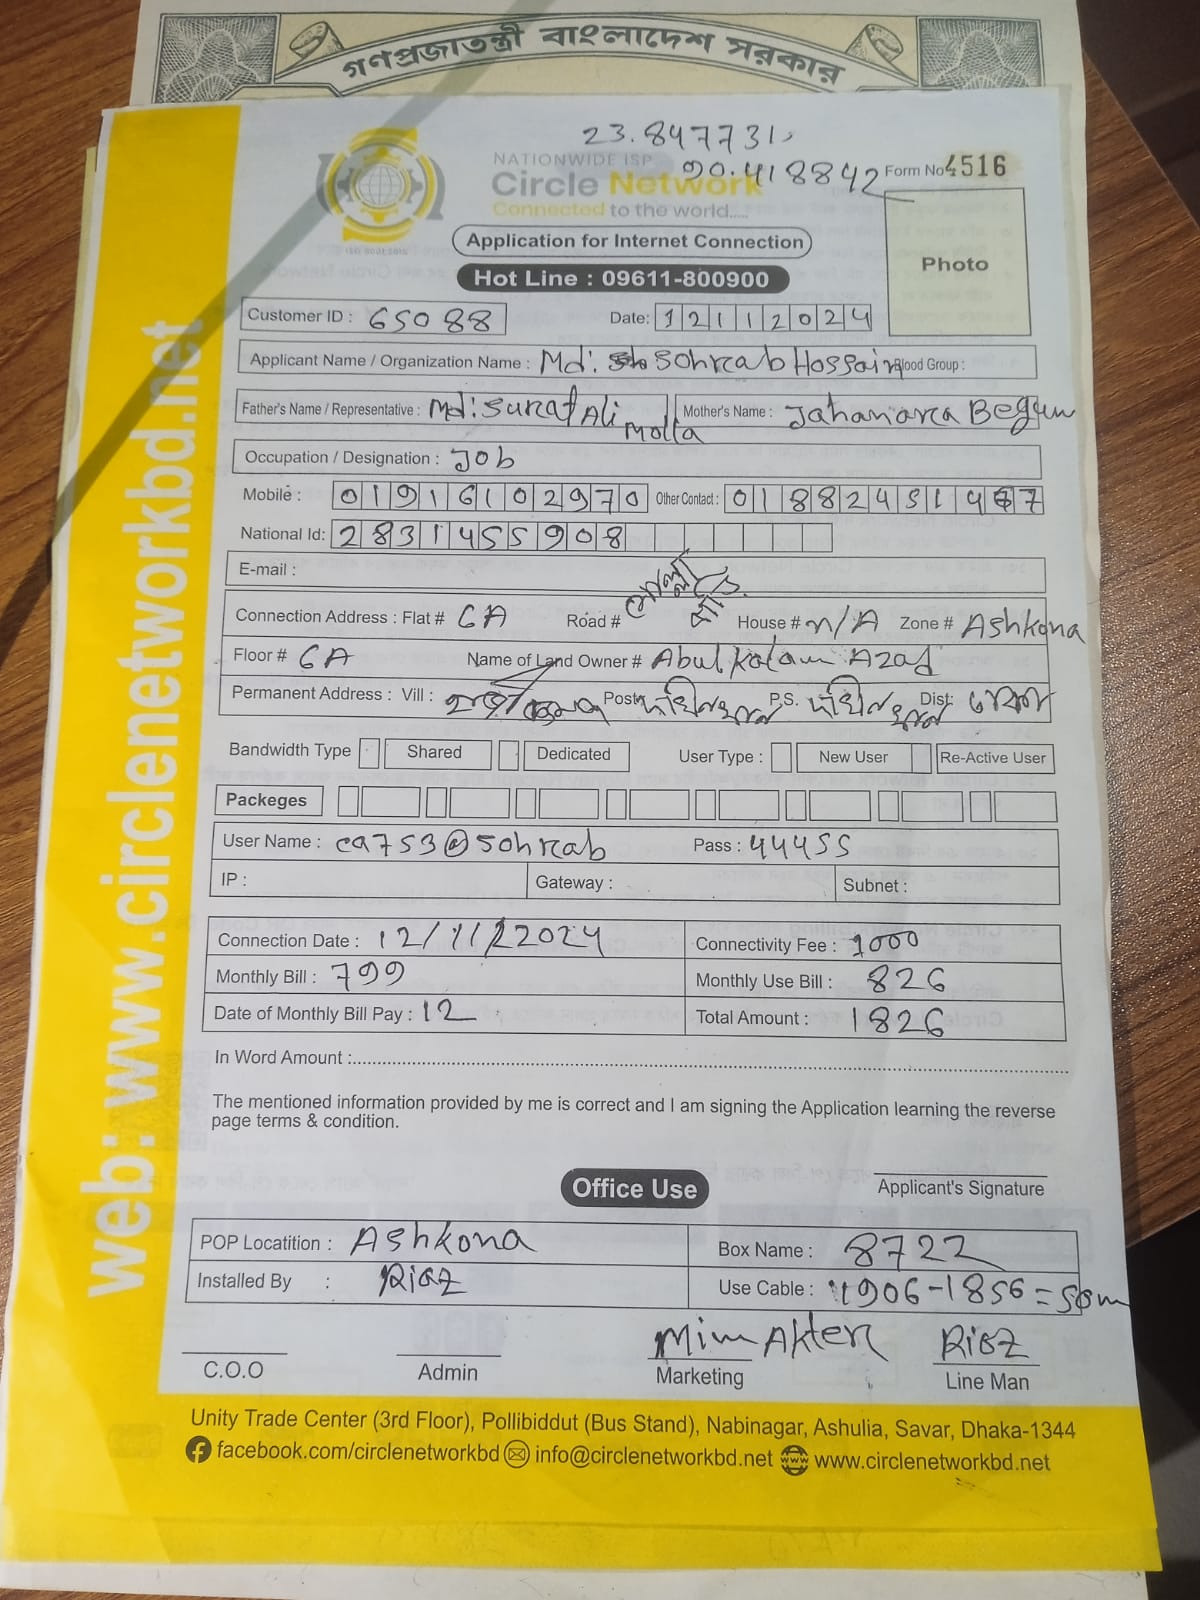 গণপ্রজাতন্ত্রী বাংলাদেশ সরকার
23.847731,
90.418842
NATIONWIDE ISP
Circle Network
Connected to the world.....
Form No 4516
Application for Internet Connection
Photo
Hot Line : 09611-800900
Customer ID : 65088 Date: 12112024
Applicant Name / Organization Name : Md: Sohrab Hossain Blood Group :
Father's Name / Representative : Md: Surat Ali Molla Mother's Name : Jahanara Begum
Occupation / Designation : Job
Mobile : 01916102970 Other Contact : 01882451477
National Id: 2831455908
E-mail :
Connection Address : Flat # 6A Road # House # n/A Zone # Ashkona
Floor # 6A Name of Land Owner # Abul kalam Azad
Permanent Address : Vill : Post: P.S. Dist:
Bandwidth Type Shared Dedicated User Type : New User Re-Active User
Packeges
User Name : ca753@sohrab Pass : 44455
IP : Gateway : Subnet :
Connection Date : 12/11/2024 Connectivity Fee : 1000
Monthly Bill : 799 Monthly Use Bill : 826
Date of Monthly Bill Pay : 12 Total Amount : 1826
In Word Amount :
The mentioned information provided by me is correct and I am signing the Application learning the reverse
page terms & condition.
Applicant's Signature
Office Use
POP Locatition : Ashkona Box Name : 8722
Installed By : Riaz Use Cable : 1906-1856=50m
Mim Akter Riaz
C.O.O Admin Marketing Line Man
Unity Trade Center (3rd Floor), Pollibiddut (Bus Stand), Nabinagar, Ashulia, Savar, Dhaka-1344
facebook.com/circlenetworkbd info@circlenetworkbd.net www.circlenetworkbd.net
web: www.circlenetworkbd.net